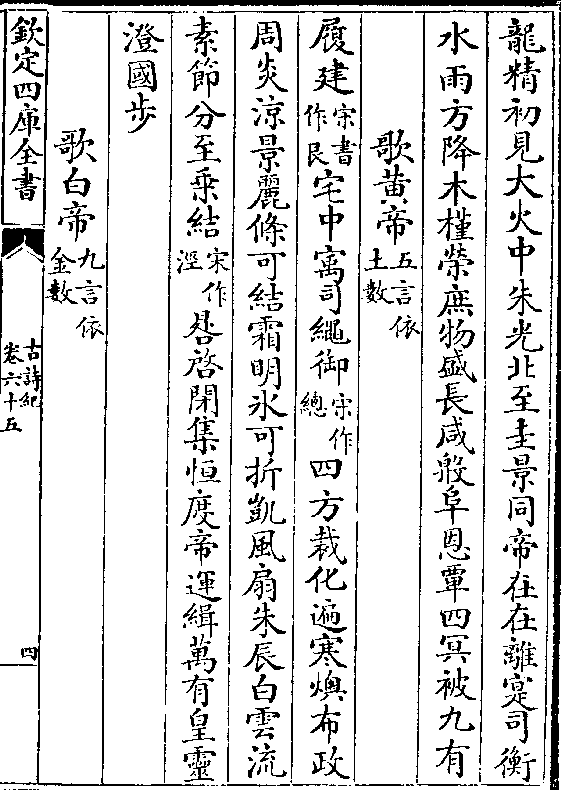 龍精初見大火中朱光北至圭景同帝在在離寔司衡
水雨方降木槿榮庶物盛長咸殷阜恩覃四冥被九有
歌黄帝五言依土數
履建宋書作艮宅中㝢司繩御宋作總四方裁化遍寒燠布政
周炎涼景麗條可結霜明氷可折凱風扇朱辰白雲流
素節分至乗結宋作涇晷啓閉集恒度帝運緝萬有皇靈
澄國步
歌白帝九言依金數
欽定四庫全書
古詩紀
卷六十五
四